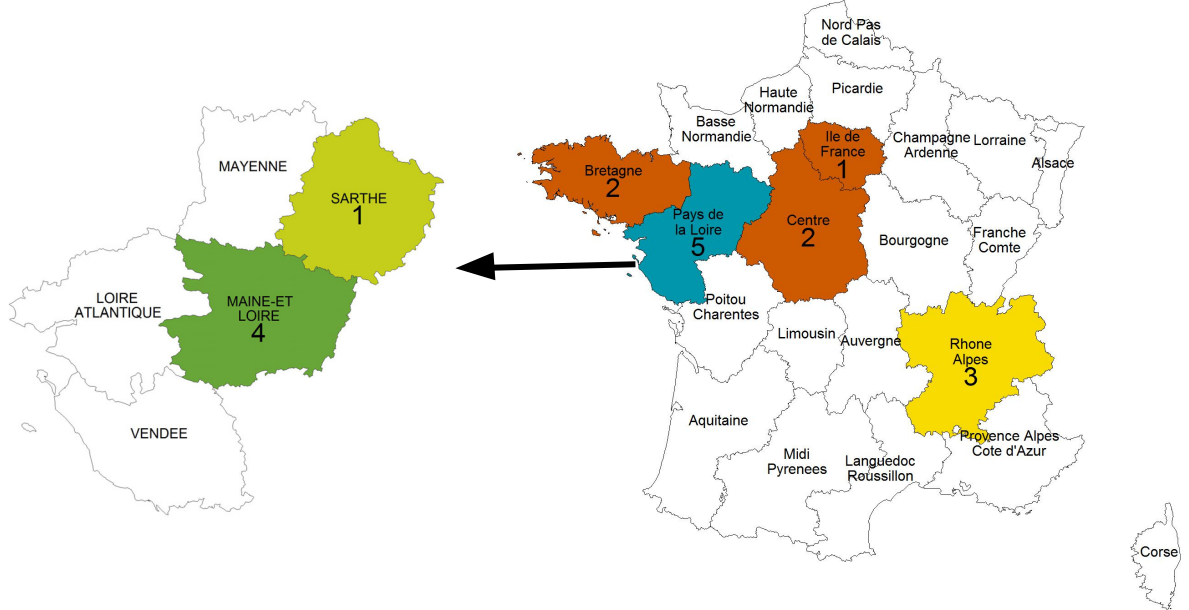 MAYENNE
SARTHE
1
LOIRE
ATLANTIQUE
MAINE-ET
LOIRE
4
VENDEE
Nord Pas
de Calais
Picardie
Haute
Normandie
Basse
Normandie
Ile de
France
1
Champagne
Ardenne
Lorraine
Alsace
Bretagne
2
Pays de
la Loire
5
Centre
2
Bourgogne
Franche
Comte
Poitou
Charentes
Limousin
Auvergne
Rhone
Alpes
3
Aquitaine
Midi
Pyrenees
Languedoc
Roussillon
Provence Alpes
Cote d'Azur
Corse